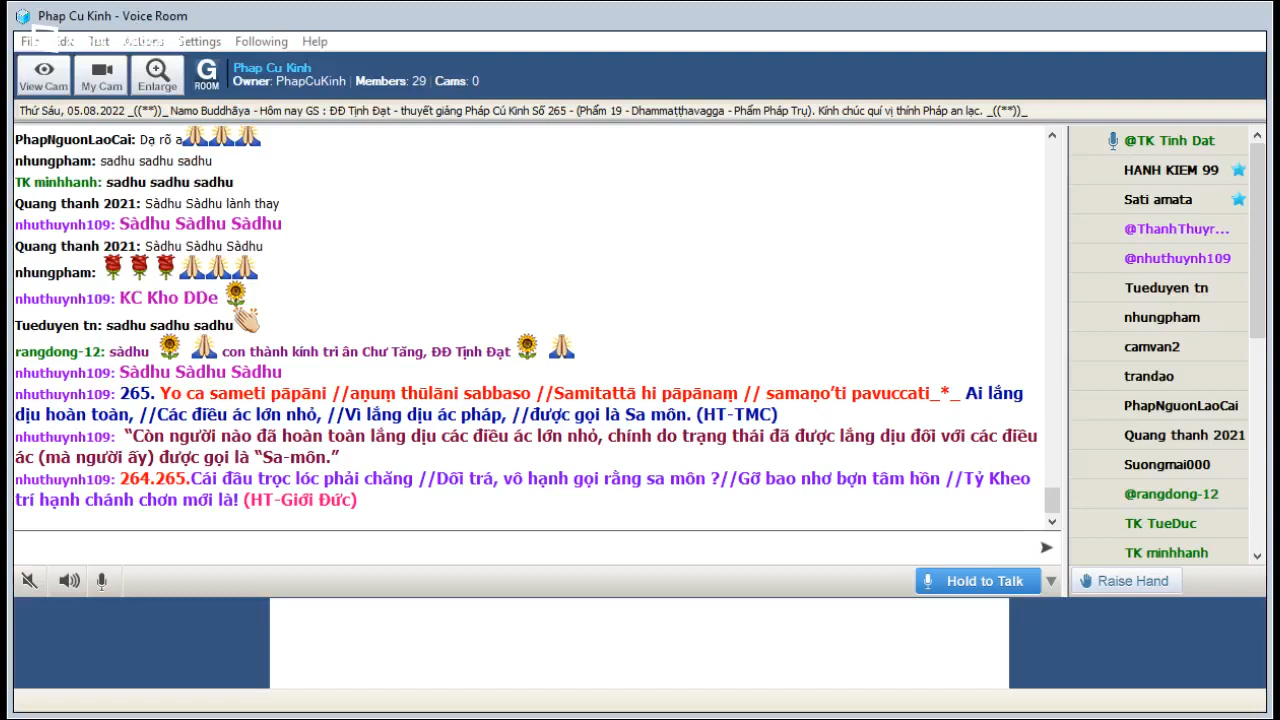 Phap Cu Kinh - Voice Room
Settings Following Help
View Cam My Cam Enlarge G ROOM
Phap Cu Kinh
Owner: PhapCuKinh | Members: 29 | Cams: 0
Thứ Sáu, 05.08.2022 _((**))_ Namo Buddhāya - Hôm nay GS : ĐĐ Tịnh Đạt - thuyết giảng Pháp Cú Kinh Số 265 - (Phẩm 19 - Dhammaṭṭhavagga - Phẩm Pháp Trụ). Kính chúc quí vị thính Pháp an lạc. _((**))_
PhapNguonLaoCai: Dạ rõ ạ
nhungpham: sadhu sadhu sadhu
TK minhhanh: sadhu sadhu sadhu
Quang thanh 2021: Sàdhu Sàdhu lành thay
nhuthuynh109: Sàdhu Sàdhu Sàdhu
Quang thanh 2021: Sàdhu Sàdhu Sàdhu
nhungpham:
nhuthuynh109: KC Kho DDe
Tueduyen tn: sadhu sadhu sadhu
rangdong-12: sàdhu con thành kính tri ân Chư Tăng, ĐĐ Tịnh Đạt
nhuthuynh109: Sàdhu Sàdhu Sàdhu
nhuthuynh109: 265. Yo ca sameti pāpāni //aṇuṃ thūlāni sabbaso //Samitattā hi pāpānaṃ // samaṇo’ti pavuccati_*_ Ai lắng
dịu hoàn toàn, //Các điều ác lớn nhỏ, //Vì lắng dịu ác pháp, //được gọi là Sa môn. (HT-TMC)
nhuthuynh109: “Còn người nào đã hoàn toàn lắng dịu các điều ác lớn nhỏ, chính do trạng thái đã được lắng dịu đối với các điều
ác (mà người ấy) được gọi là “Sa-môn.”
nhuthuynh109: 264.265.Cái đầu trọc lóc phải chăng //Dối trá, vô hạnh gọi rằng sa môn ?//Gỡ bao nhơ bợn tâm hồn //Tỷ Kheo
trí hạnh chánh chơn mới là! (HT-Giới Đức)
@TK Tinh Dat
HANH KIEM 99
Sati amata
@ThanhThuyr...
@nhuthuynh109
Tueduyen tn
nhungpham
camvan2
trandao
PhapNguonLaoCai
Quang thanh 2021
Suongmai000
@rangdong-12
TK TueDuc
TK minhhanh
Hold to Talk
Raise Hand